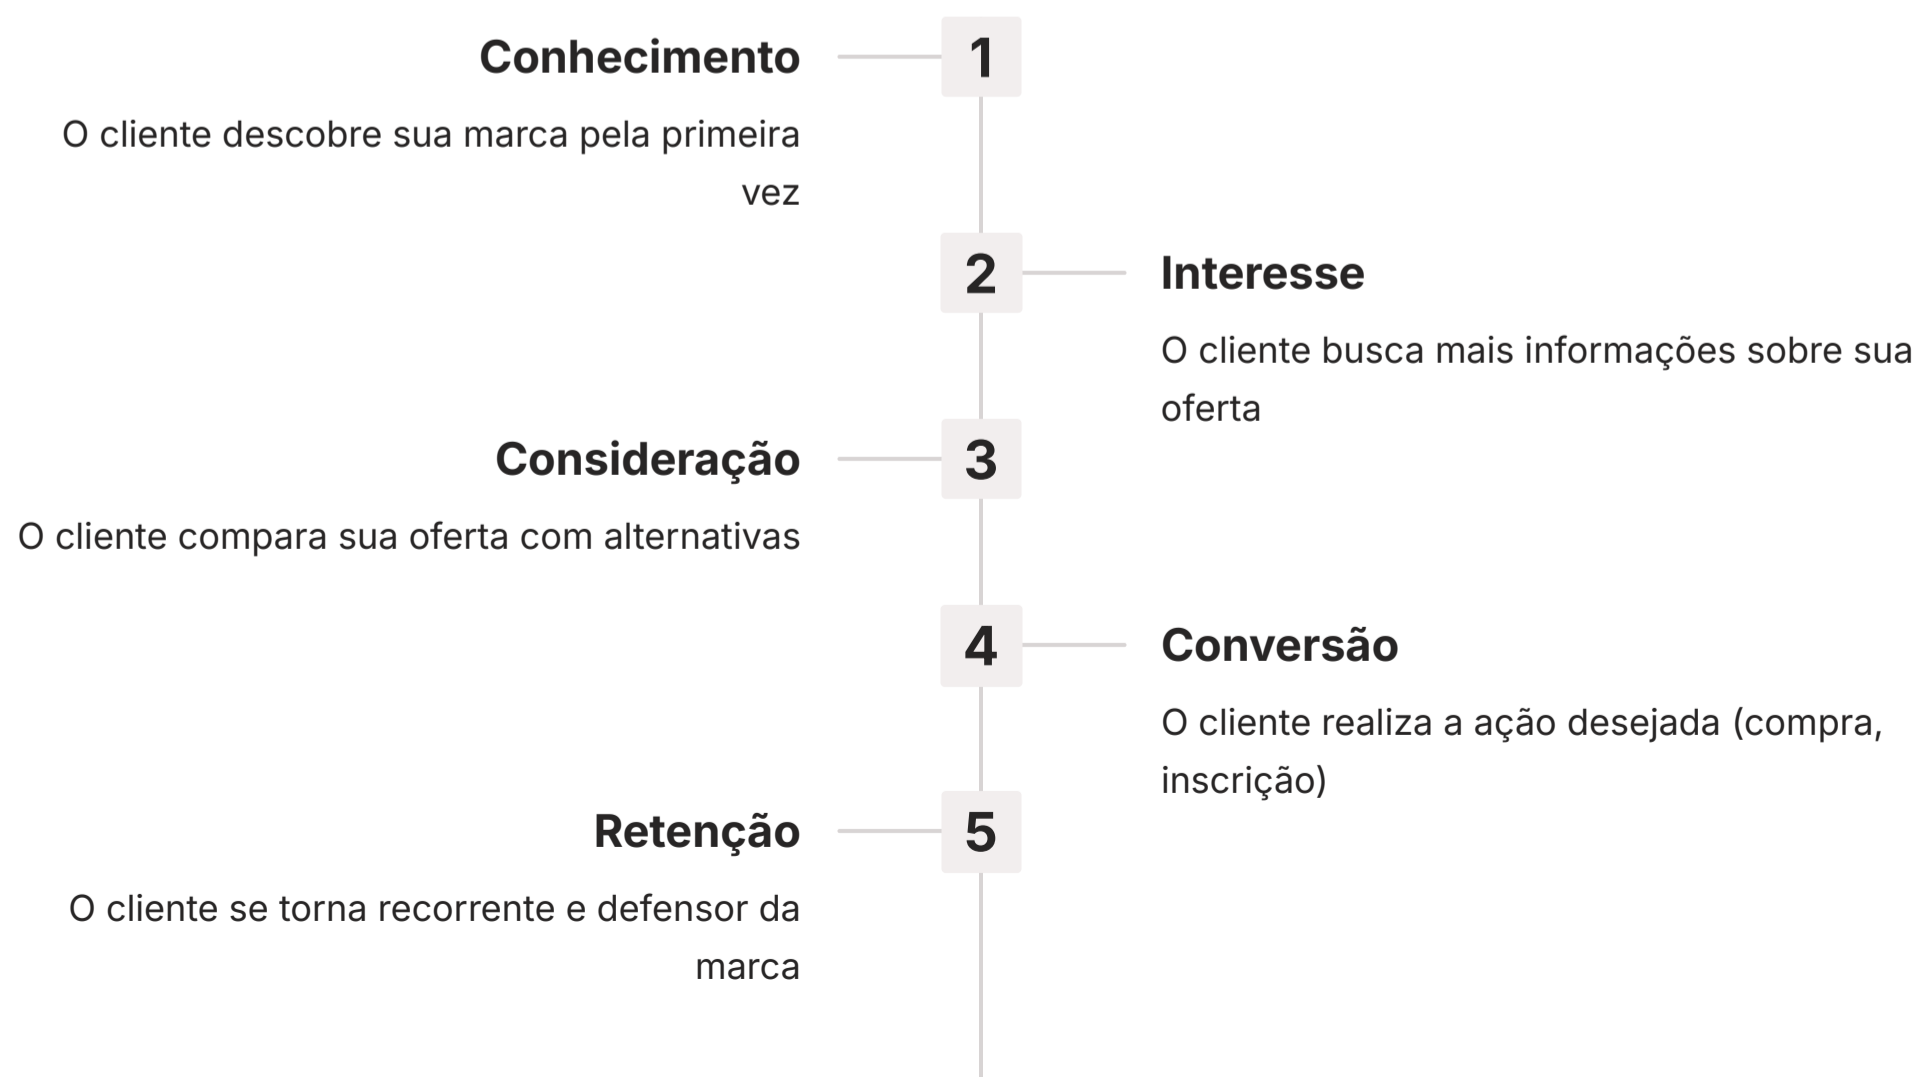 1
Conhecimento
O cliente descobre sua marca pela primeira
vez
2
Interesse
O cliente busca mais informações sobre sua
oferta
3
Consideração
O cliente compara sua oferta com alternativas
4
Conversão
O cliente realiza a ação desejada (compra,
inscrição)
5
Retenção
O cliente se torna recorrente e defensor da
marca